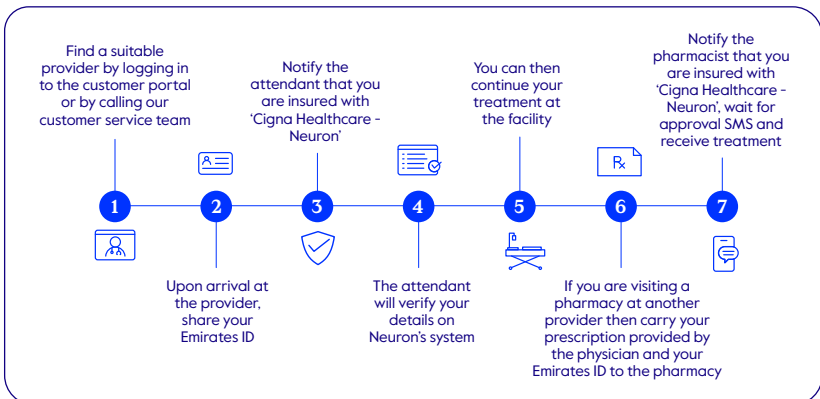 Find a suitable
provider by logging in
to the customer portal
or by calling our
customer service team
1
2
Upon arrival at
the provider,
share your
Emirates ID
Notify the
attendant that you
are insured with
‘Cigna Healthcare -
Neuron’
3
4
The attendant
will verify your
details on
Neuron’s system
You can then
continue your
treatment at
the facility
5
Rx
6
If you are visiting a
pharmacy at another
provider then carry your
prescription provided by
the physician and your
Emirates ID to the pharmacy
Notify the
pharmacist that you
are insured with
‘Cigna Healthcare -
Neuron’, wait for
approval SMS and
receive treatment
7